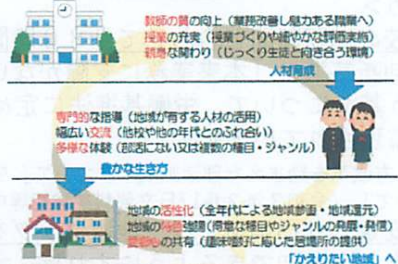 教師の質の向上（業務改善し魅力ある職業へ）
授業の充実（授業づくりや細やかな評価実施）
親身な関わり（じっくり生徒と向き合う環境）
人材育成
専門的な指導（地域が有する人材の活用）
幅広い交流（他校や他の年代とのふれ合い）
多様な体験（部活にない又は複数の種目・ジャンル）
豊かな生き方
地域の活性化（全年代による地域参画・地域還元）
地域の特色強調（得意な種目やジャンルの発展・発信）
愛郷心の共有（趣味嗜好に応じた居場所の提供）
「かえりたい地域」へ